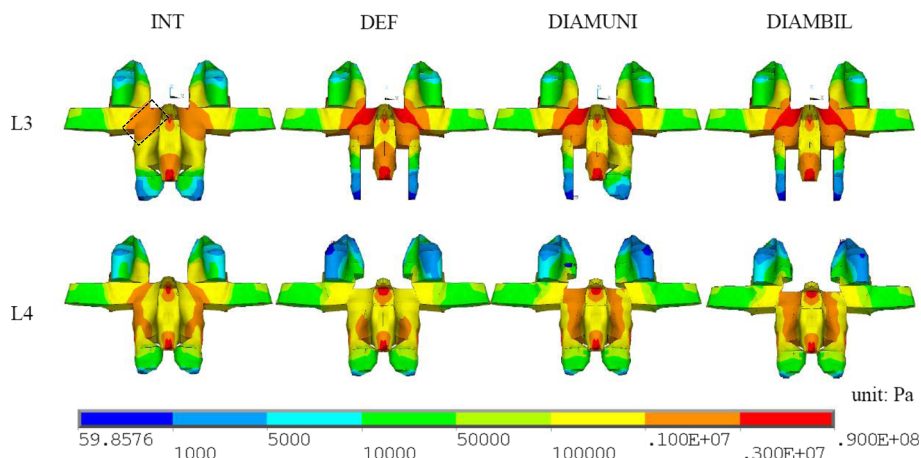 INT DEF DIAMUNI DIAMBIL
L3
L4
unit: Pa
59.8576 5000 50000 .100E+07 .900E+08
1000 10000 100000 .300E+07